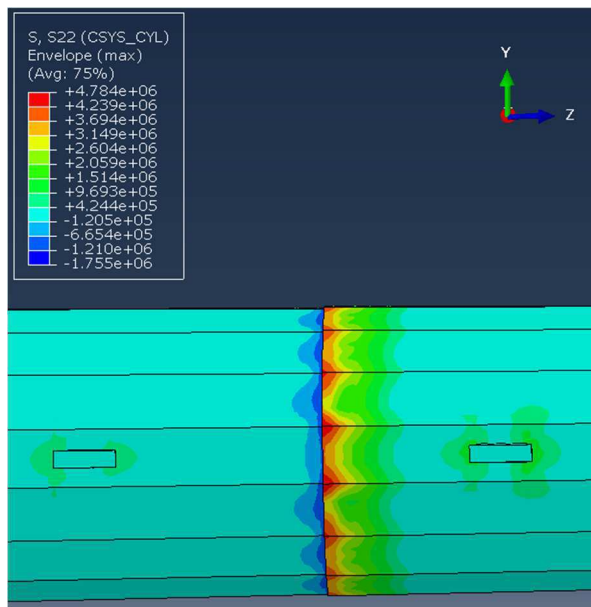 S, S22 (CSYS_CYL)
Envelope (max)
(Avg: 75%)
+4.784e+06
+4.239e+06
+3.694e+06
+3.149e+06
+2.604e+06
+2.059e+06
+1.514e+06
+9.693e+05
+4.244e+05
-1.205e+05
-6.654e+05
-1.210e+06
-1.755e+06
Y
Z